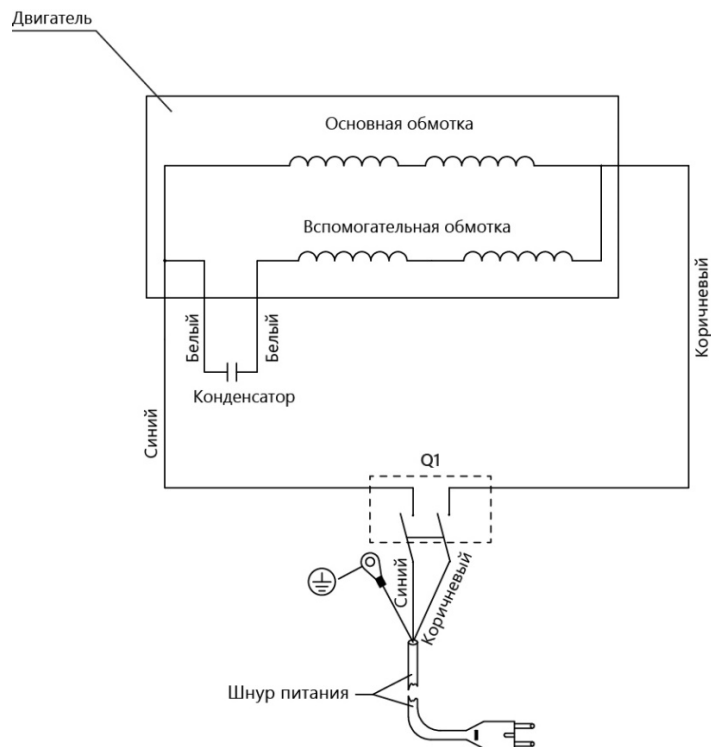 Двигатель
Основная обмотка
Вспомогательная обмотка
Белый
Белый
Коричневый
Конденсатор
Синий
Q1
Синий
Коричневый
Шнур питания